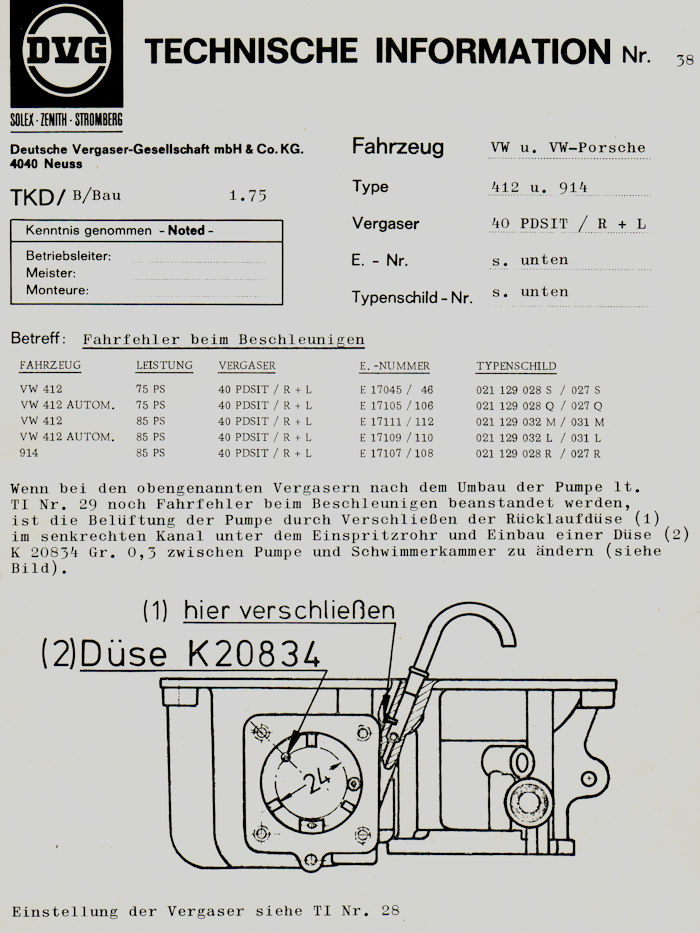 DVG
TECHNISCHE INFORMATION Nr. 38
SOLEX · ZENITH · STROMBERG
Deutsche Vergaser-Gesellschaft mbH & Co. KG.
4040 Neuss
TKD/ B/Bau 1.75
Kenntnis genommen - Noted -
Betriebsleiter:
Meister:
Monteure:
Fahrzeug VW u. VW-Porsche
Type 412 u. 914
Vergaser 40 PDSIT / R + L
E. - Nr. s. unten
Typenschild - Nr. s. unten
Betreff: Fahrfehler beim Beschleunigen
FAHRZEUG LEISTUNG VERGASER E. -NUMMER TYPENSCHILD
VW 412 75 PS 40 PDSIT / R + L E 17045 / 46 021 129 028 S / 027 S
VW 412 AUTOM. 75 PS 40 PDSIT / R + L E 17105 / 106 021 129 028 Q / 027 Q
VW 412 85 PS 40 PDSIT / R + L E 17111 / 112 021 129 032 M / 031 M
VW 412 AUTOM. 85 PS 40 PDSIT / R + L E 17109 / 110 021 129 032 L / 031 L
914 85 PS 40 PDSIT / R + L E 17107 / 108 021 129 028 R / 027 R
Wenn bei den obengenannten Vergasern nach dem Umbau der Pumpe lt.
TI Nr. 29 noch Fahrfehler beim Beschleunigen beanstandet werden,
ist die Belüftung der Pumpe durch Verschließen der Rücklaufdüse (1)
im senkrechten Kanal unter dem Einspritzrohr und Einbau einer Düse (2)
K 20834 Gr. 0,3 zwischen Pumpe und Schwimmerkammer zu ändern (siehe
Bild).
(1) hier verschließen
(2) Düse K20834
24
Einstellung der Vergaser siehe TI Nr. 28